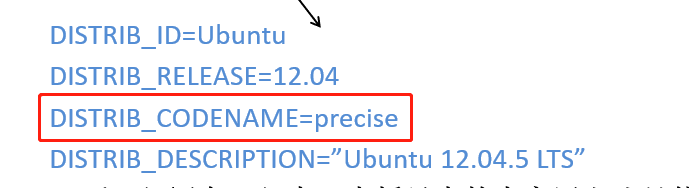 DISTRIB_ID=Ubuntu
DISTRIB_RELEASE=12.04
DISTRIB_CODENAME=precise
DISTRIB_DESCRIPTION=”Ubuntu 12.04.5 LTS”